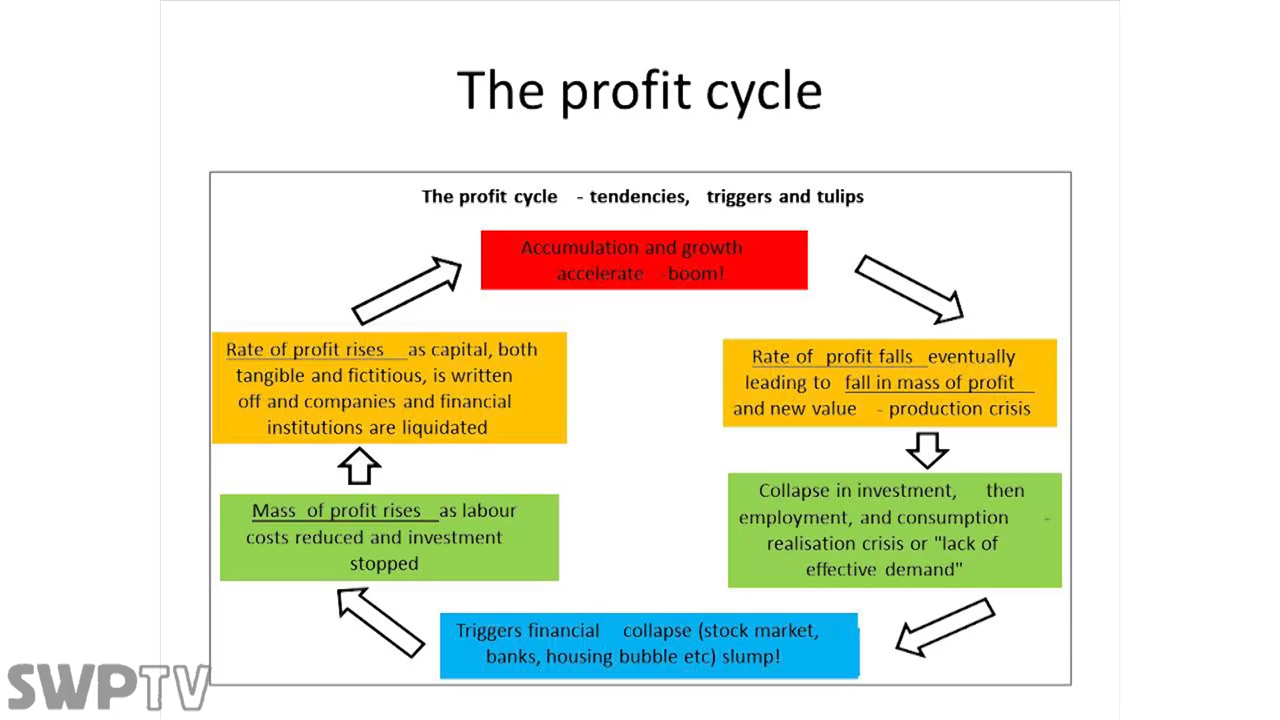 The profit cycle
The profit cycle - tendencies, triggers and tulips
Accumulation and growth
accelerate -boom!
Rate of profit rises as capital, both
tangible and fictitious, is written
off and companies and financial
institutions are liquidated
Rate of profit falls eventually
leading to fall in mass of profit
and new value - production crisis
Mass of profit rises as labour
costs reduced and investment
stopped
Collapse in investment, then
employment, and consumption -
realisation crisis or "lack of
effective demand"
Triggers financial collapse (stock market,
banks, housing bubble etc) slump!
SWPTV